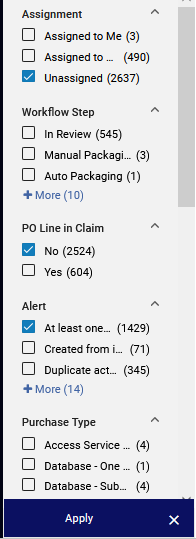 Assignment
Assigned to Me (3)
Assigned to ... (490)
Unassigned (2637)
Workflow Step
In Review (545)
Manual Packagi... (3)
Auto Packaging (1)
+ More (10)
PO Line in Claim
No (2524)
Yes (604)
Alert
At least one... (1429)
Created from i... (71)
Duplicate act... (345)
+ More (14)
Purchase Type
Access Service ... (4)
Database - One ... (1)
Database - Sub... (4)
Apply ×